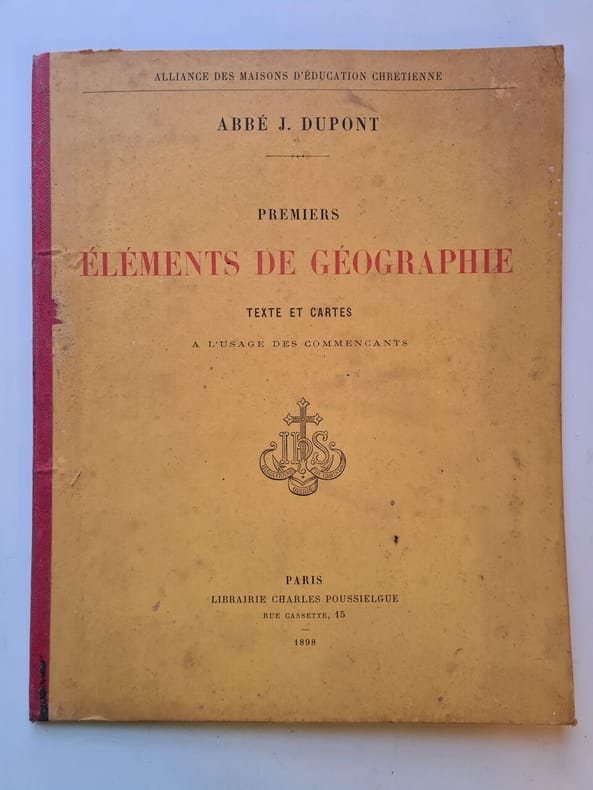 ALLIANCE DES MAISONS D'ÉDUCATION CHRÉTIENNE
ABBÉ J. DUPONT
PREMIERS
ÉLÉMENTS DE GÉOGRAPHIE
TEXTE ET CARTES
A L'USAGE DES COMMENÇANTS
IHS
PARIS
LIBRAIRIE CHARLES POUSSIELGUE
RUE CASSETTE, 15
1898